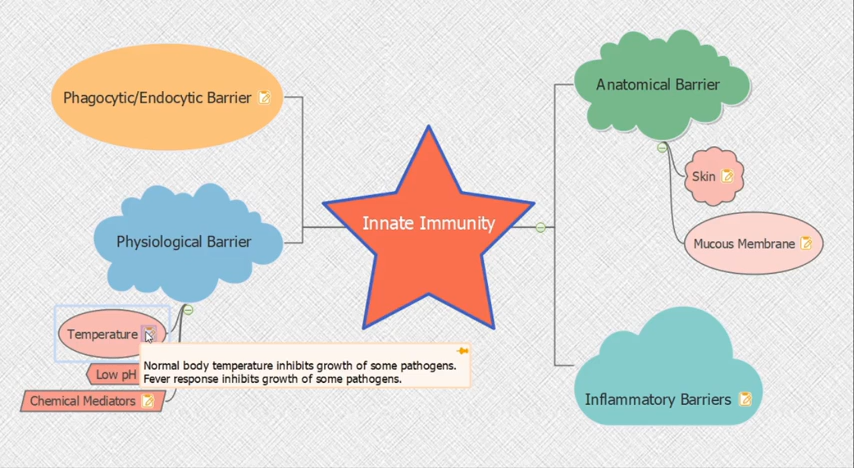 Phagocytic/Endocytic Barrier
Anatomical Barrier
Skin
Innate Immunity
Physiological Barrier
Mucous Membrane
Temperature
Normal body temperature inhibits growth of some pathogens.
Fever response inhibits growth of some pathogens.
Low pH
Chemical Mediators
Inflammatory Barriers